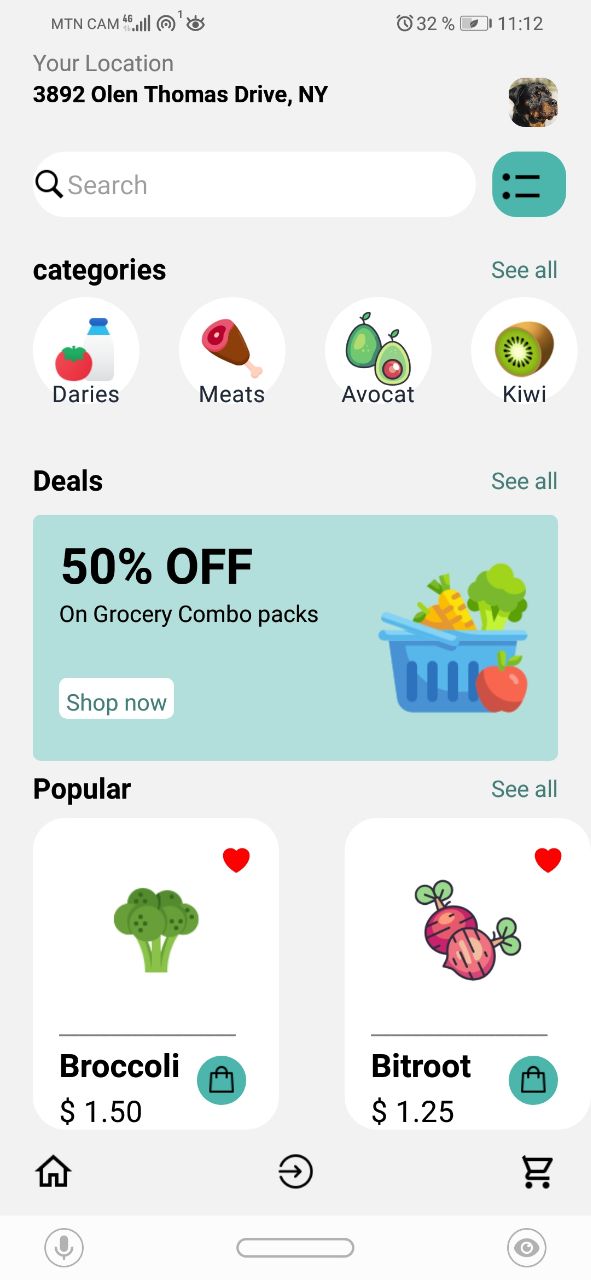 MTN CAM 4G 1 32 % 11:12
Your Location
3892 Olen Thomas Drive, NY
Search
categories See all
Daries Meats Avocat Kiwi
Deals See all
50% OFF
On Grocery Combo packs
Shop now
Popular See all
Broccoli Bitroot
$ 1.50 $ 1.25